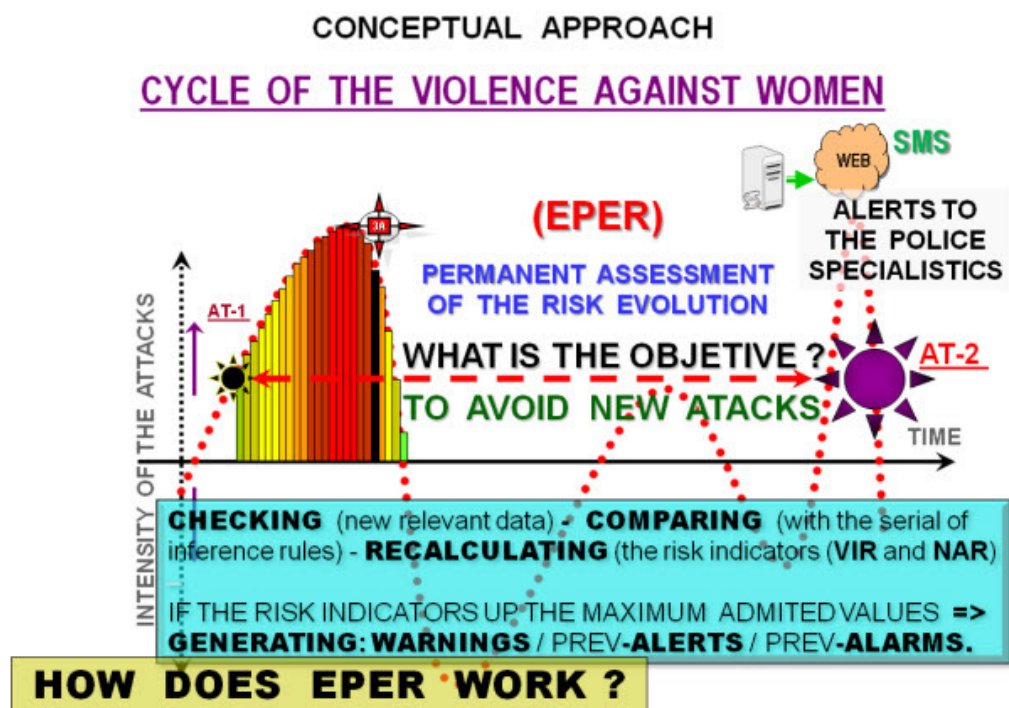 CONCEPTUAL APPROACH
CYCLE OF THE VIOLENCE AGAINST WOMEN
WEB
SMS
ALERTS TO
THE POLICE
SPECIALISTICS
(EPER)
PERMANENT ASSESSMENT
OF THE RISK EVOLUTION
AT-1
WHAT IS THE OBJETIVE ?
AT-2
TO AVOID NEW ATACKS
TIME
INTENSITY OF THE ATTACKS
CHECKING (new relevant data) - COMPARING (with the serial of
inference rules) - RECALCULATING (the risk indicators (VIR and NAR)
IF THE RISK INDICATORS UP THE MAXIMUM ADMITED VALUES =>
GENERATING: WARNINGS / PREV-ALERTS / PREV-ALARMS.
HOW DOES EPER WORK ?